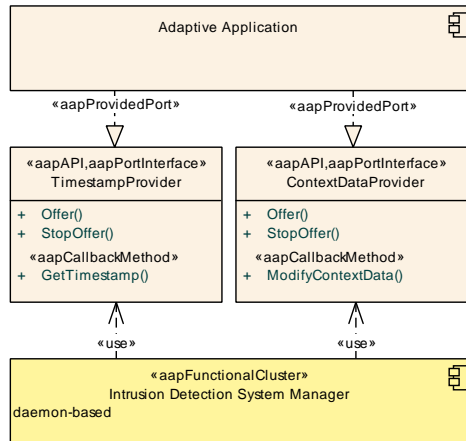 Adaptive Application
«aapProvidedPort»
«aapProvidedPort»
«aapAPI,aapPortInterface»
TimestampProvider
+ Offer()
+ StopOffer()
«aapCallbackMethod»
+ GetTimestamp()
«aapAPI,aapPortInterface»
ContextDataProvider
+ Offer()
+ StopOffer()
«aapCallbackMethod»
+ ModifyContextData()
«use»
«use»
«aapFunctionalCluster»
Intrusion Detection System Manager
daemon-based